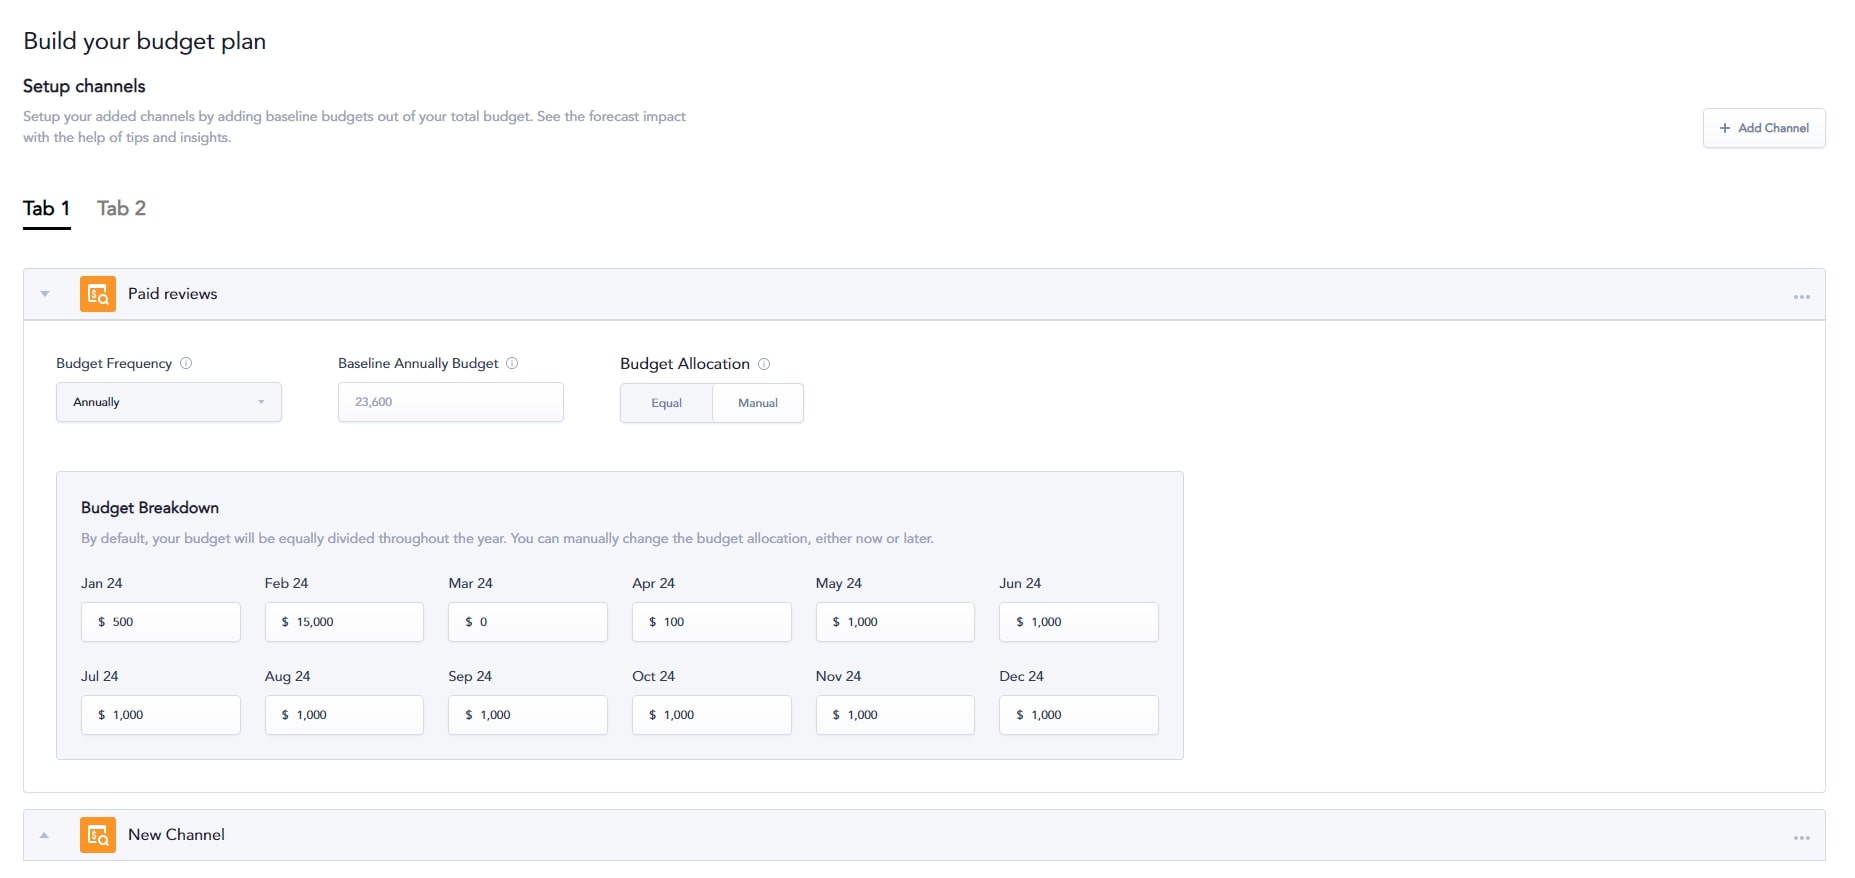 Build your budget plan
Setup channels
Setup your added channels by adding baseline budgets out of your total budget. See the forecast impact
with the help of tips and insights.
+ Add Channel
Tab 1 Tab 2
Paid reviews
Budget Frequency
Baseline Annually Budget
Budget Allocation
Annually
23,600
Equal
Manual
Budget Breakdown
By default, your budget will be equally divided throughout the year. You can manually change the budget allocation, either now or later.
Jan 24 Feb 24 Mar 24 Apr 24 May 24 Jun 24
$ 500 $ 15,000 $ 0 $ 100 $ 1,000 $ 1,000
Jul 24 Aug 24 Sep 24 Oct 24 Nov 24 Dec 24
$ 1,000 $ 1,000 $ 1,000 $ 1,000 $ 1,000 $ 1,000
New Channel